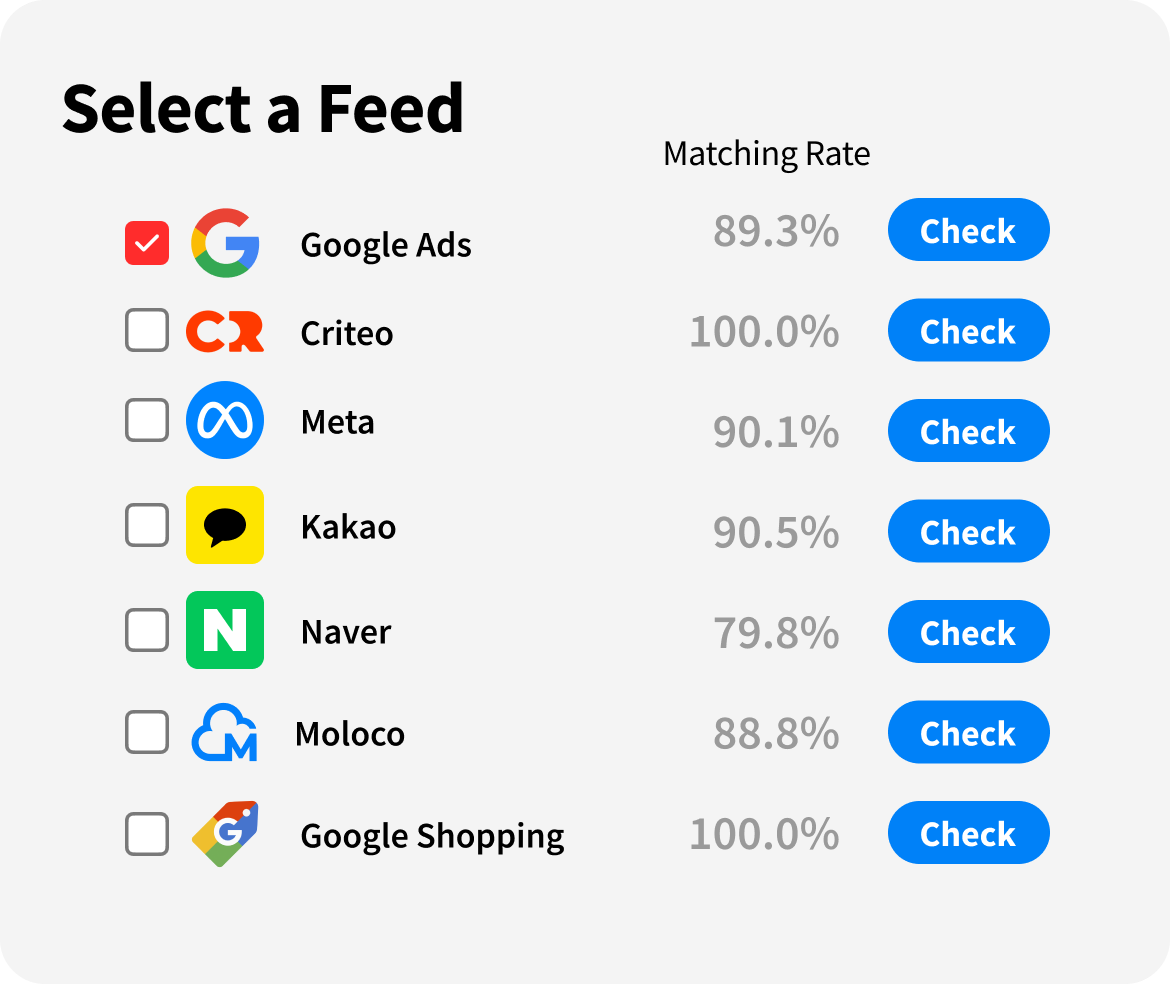 Select a Feed
Matching Rate
Google Ads 89.3% Check
CR Criteo 100.0% Check
Meta 90.1% Check
Kakao 90.5% Check
N Naver 79.8% Check
M Moloco 88.8% Check
G Google Shopping 100.0% Check